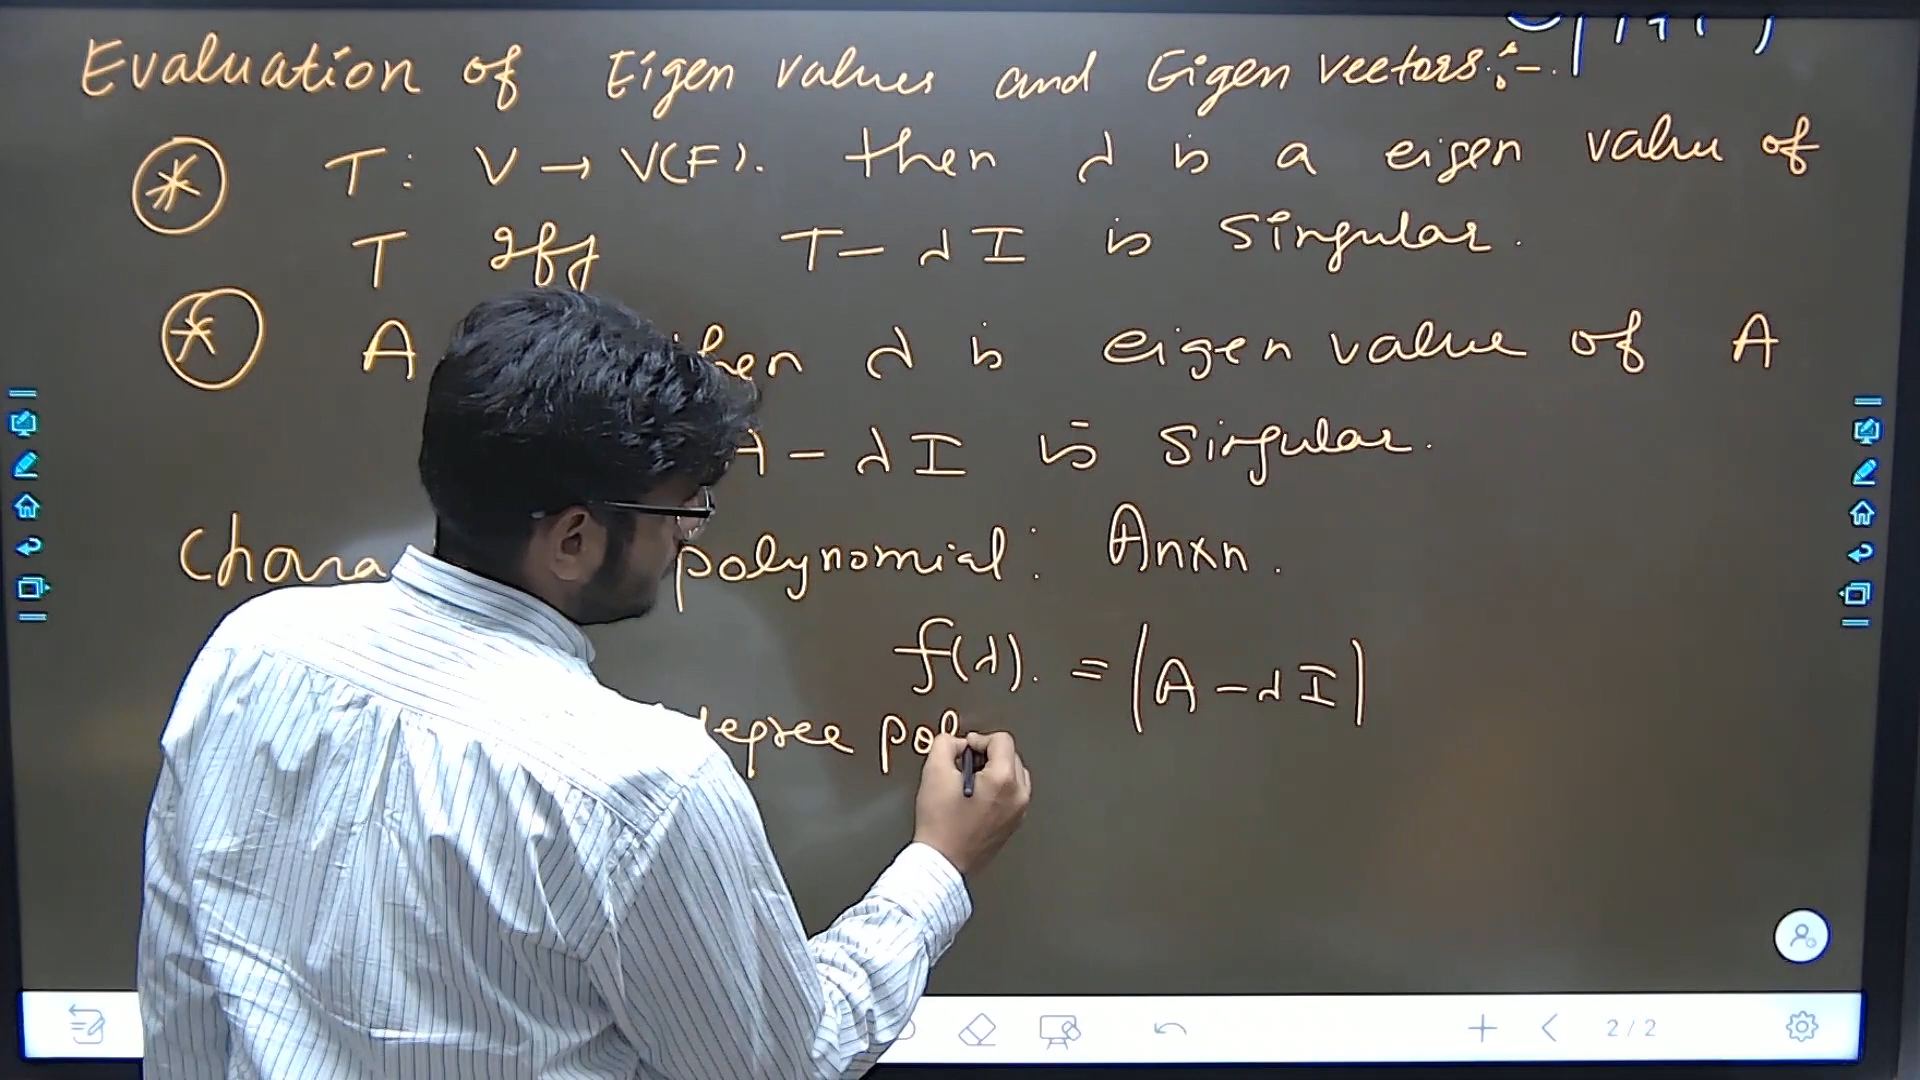 Evaluation of Eigen values and Eigen vectors :-
T: V → V(F). then λ is a eigen value of
T Iff T - λI is singular.
A then λ is eigen value of A
A - λI is singular.
Chara polynomial: Anxn.
f(λ). = |A - λI|
degree pol
2/2